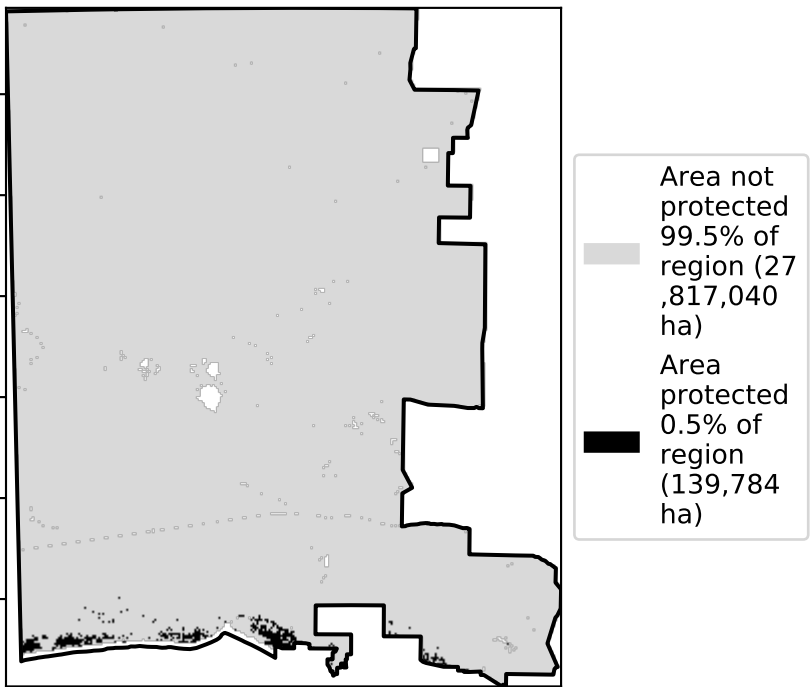 Area not
protected
99.5% of
region (27
,817,040
ha)
Area
protected
0.5% of
region
(139,784
ha)